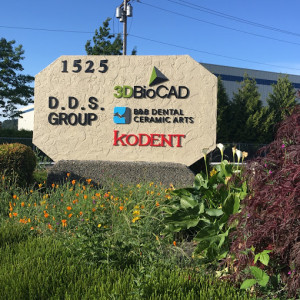 1525
D.D.S.
GROUP
3DBioCAD
B&B DENTAL
CERAMIC ARTS
KODENT